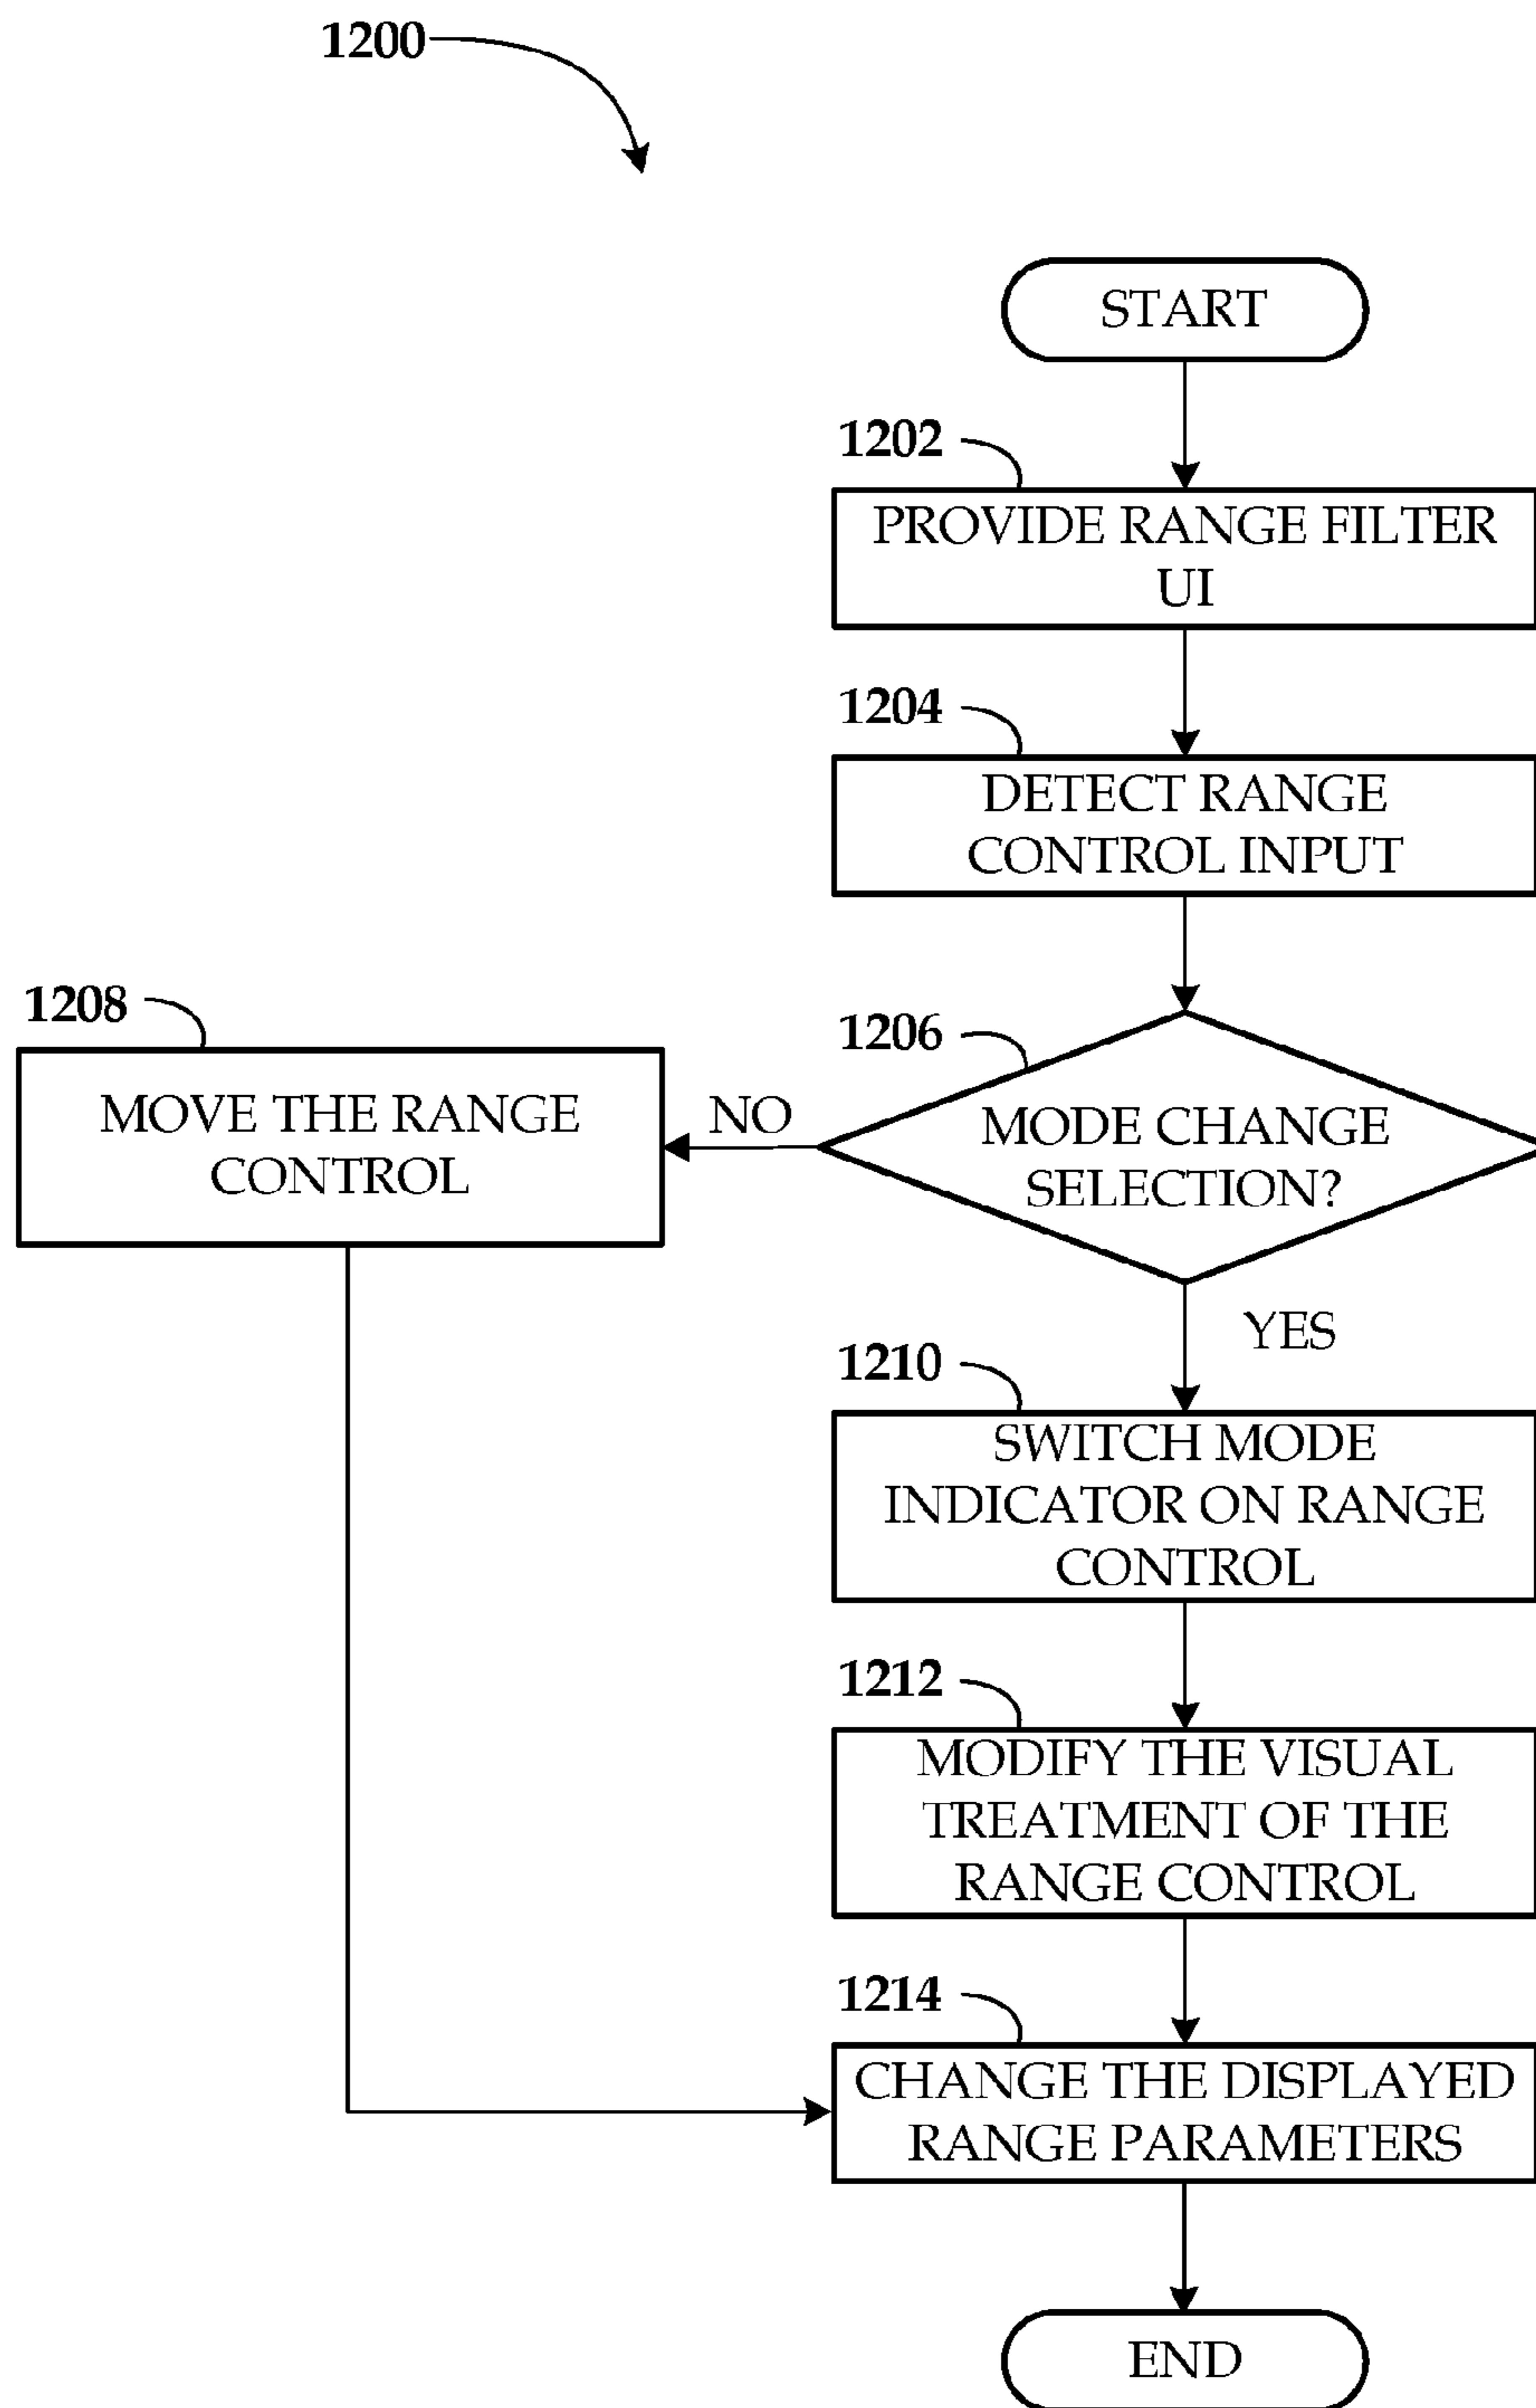 1200
START
1202
PROVIDE RANGE FILTER
UI
1204
DETECT RANGE
CONTROL INPUT
1206
MODE CHANGE
SELECTION?
NO
1208
MOVE THE RANGE
CONTROL
YES
1210
SWITCH MODE
INDICATOR ON RANGE
CONTROL
1212
MODIFY THE VISUAL
TREATMENT OF THE
RANGE CONTROL
1214
CHANGE THE DISPLAYED
RANGE PARAMETERS
END